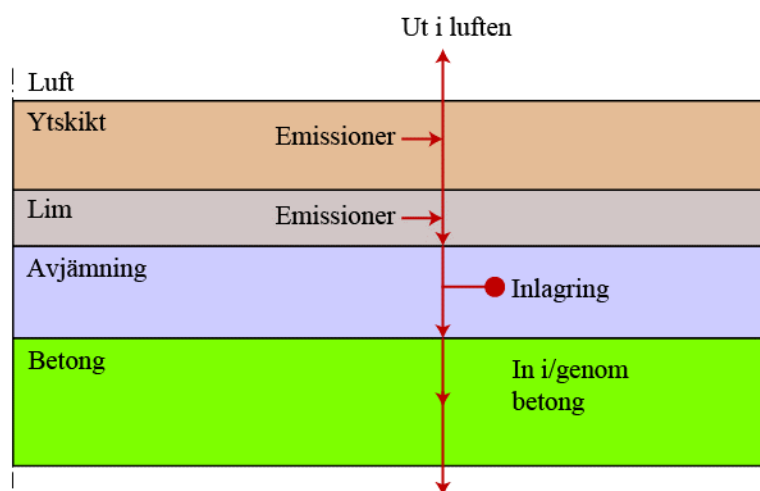 Ut i luften
Luft
Ytskikt
Emissioner
Lim
Emissioner
Avjämning
Inlagring
Betong
In i/genom
betong